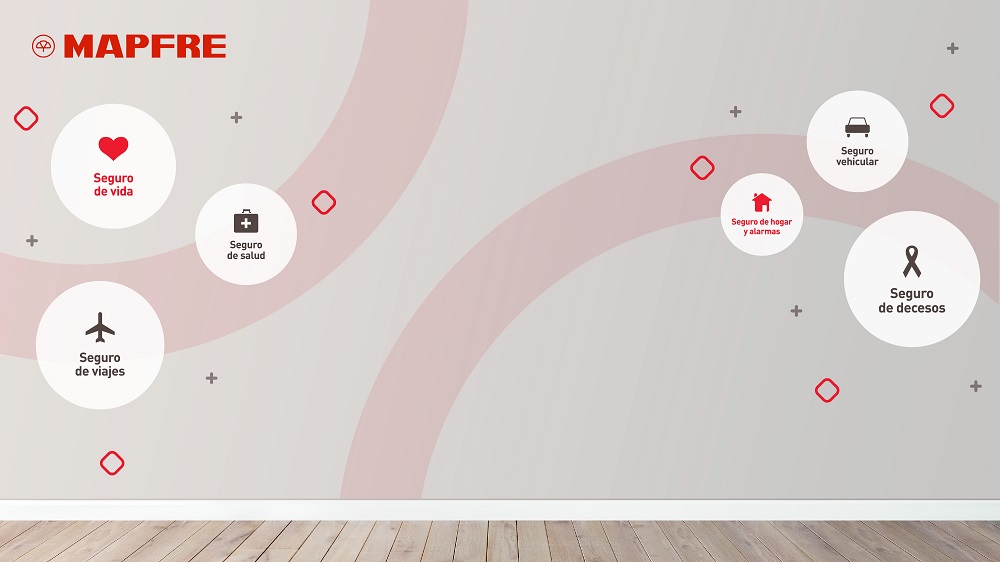 MAPFRE
Seguro
de vida
Seguro
de salud
Seguro
de viajes
Seguro
vehicular
Seguro de hogar
y alarmas
Seguro
de decesos